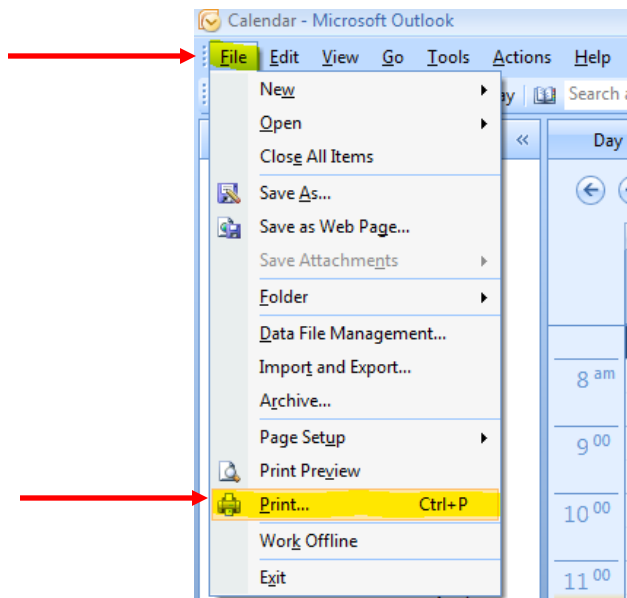 Calendar - Microsoft Outlook
File Edit View Go Tools Actions Help
New
ay Search
Open
Close All Items
Day
Save As...
Save as Web Page...
Save Attachments
Folder
Data File Management...
Import and Export...
8 am
Archive...
Page Setup
9 00
Print Preview
Print... Ctrl+P
10 00
Work Offline
Exit
11 00